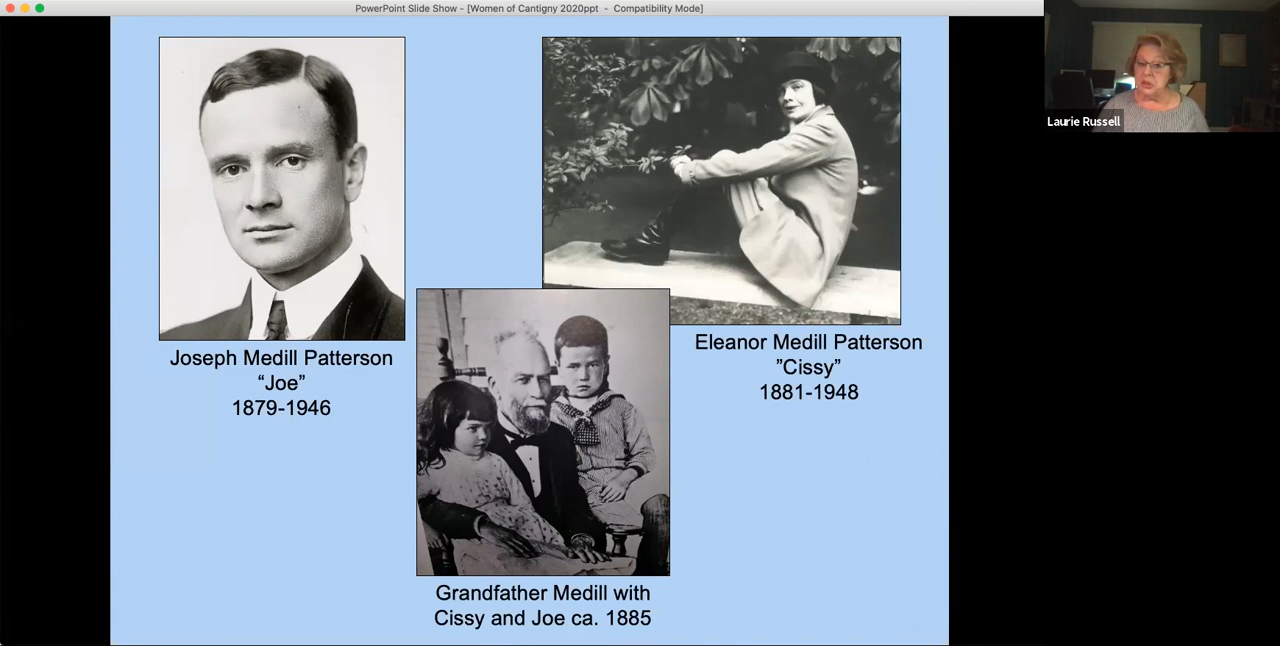 PowerPoint Slide Show - [Women of Cantigny 2020ppt - Compatibility Mode]
Laurie Russell
Joseph Medill Patterson
“Joe”
1879-1946
Eleanor Medill Patterson
”Cissy”
1881-1948
Grandfather Medill with
Cissy and Joe ca. 1885